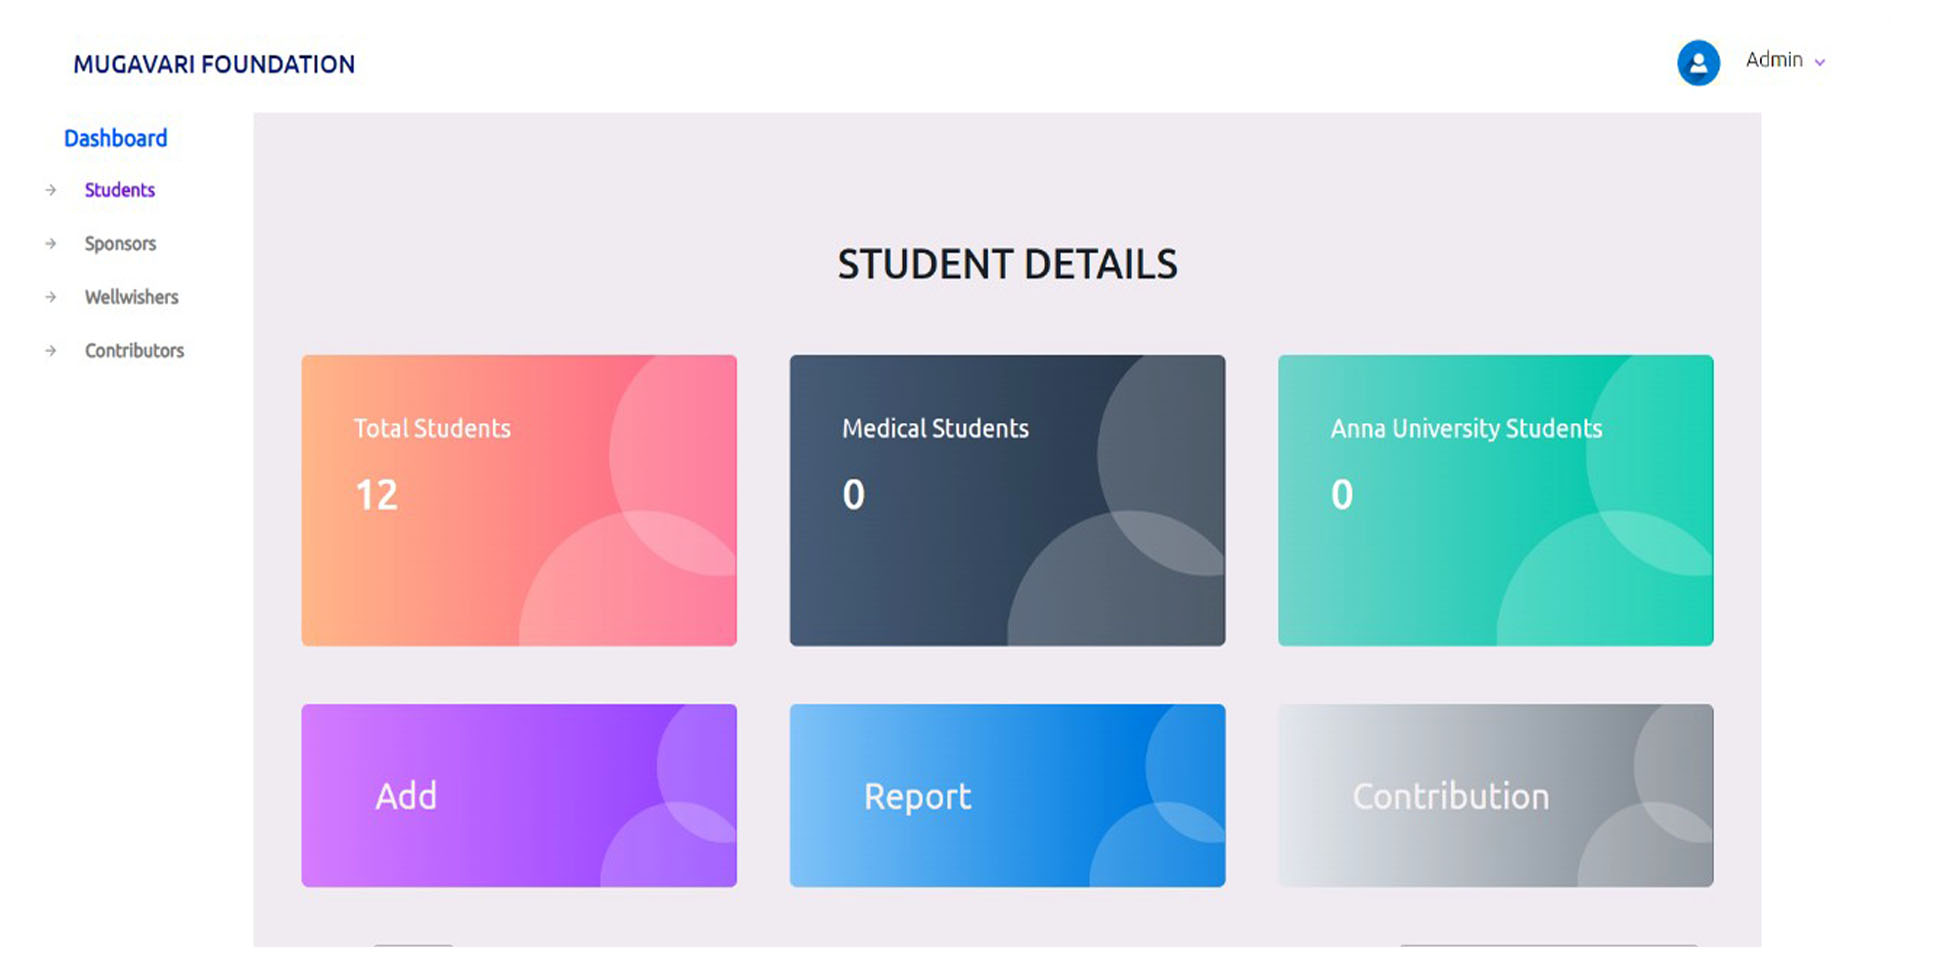 MUGAVARI FOUNDATION
Admin
Dashboard
Students
Sponsors
Wellwishers
Contributors
STUDENT DETAILS
Total Students
12
Medical Students
0
Anna University Students
0
Add
Report
Contribution